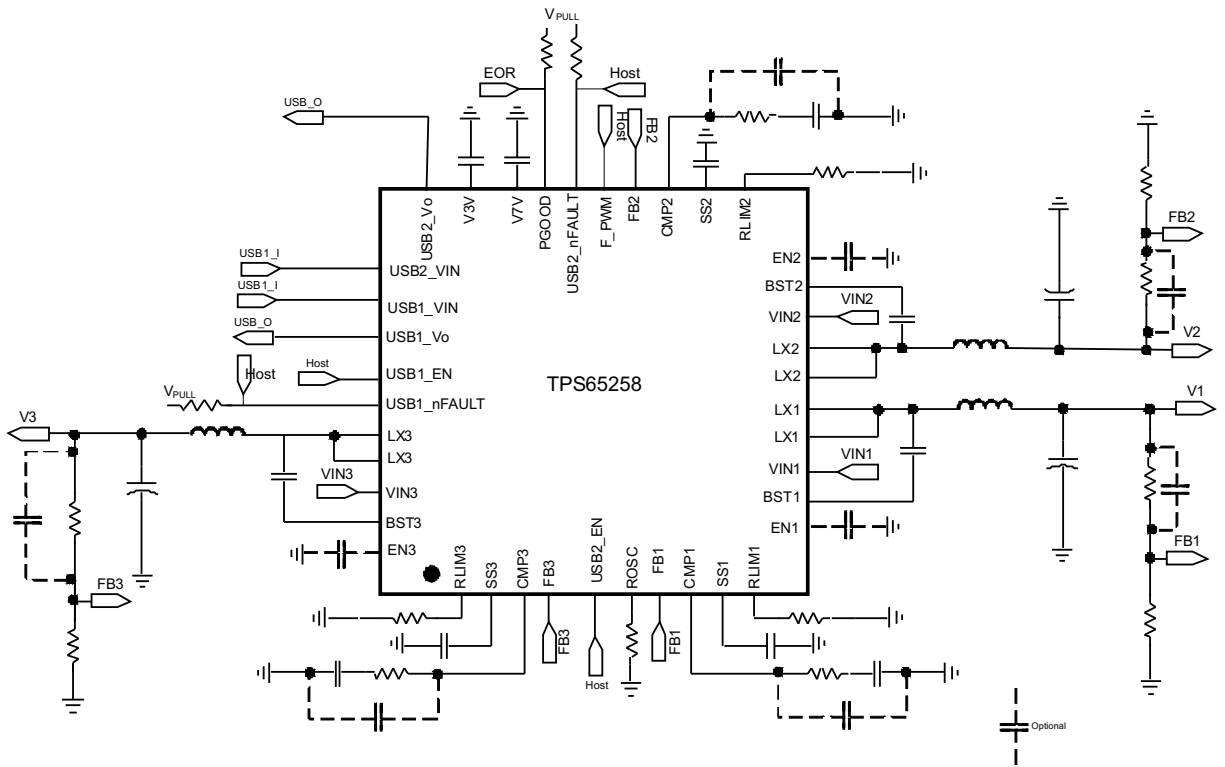 VPULL
EOR
Host
USB_O
Host
FB2
USB2_Vo
V3V
V7V
PGOOD
USB2_nFAULT
F_PWM
FB2
CMP2
SS2
RLIM2
FB2
USB1_I
USB2_VIN
EN2
USB1_I
USB1_VIN
BST2
USB_O
USB1_Vo
VIN2
VIN2
V2
LX2
Host
USB1_EN
LX2
TPS65258
Host
VPULL
USB1_nFAULT
LX1
V1
V3
LX3
LX1
LX3
VIN3
VIN3
VIN1
VIN1
BST3
BST1
EN3
EN1
FB1
FB3
RLIM3
SS3
CMP3
FB3
USB2_EN
ROSC
FB1
CMP1
SS1
RLIM1
FB3
Host
FB1
Optional